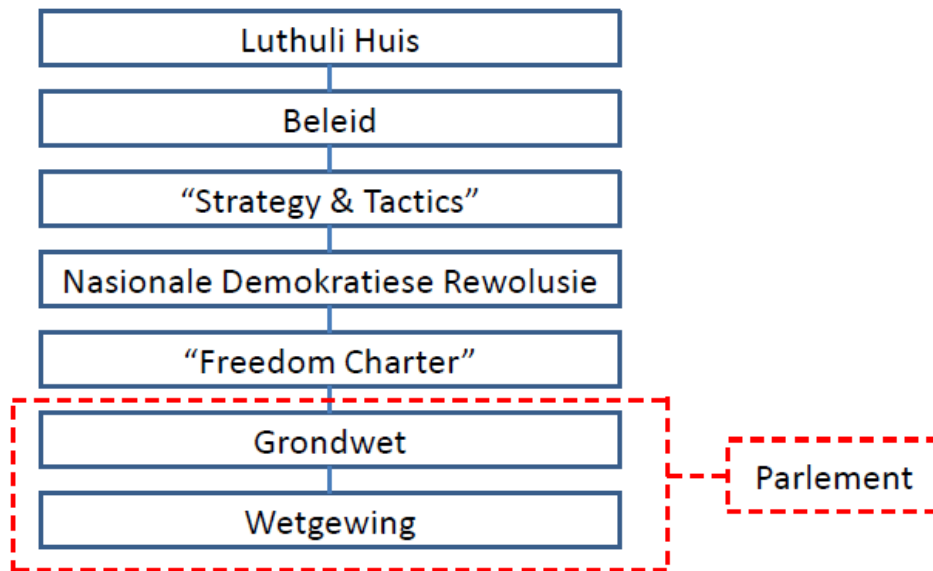 Luthuli Huis
Beleid
“Strategy & Tactics”
Nasionale Demokratiese Rewolusie
“Freedom Charter”
Grondwet
Parlement
Wetgewing